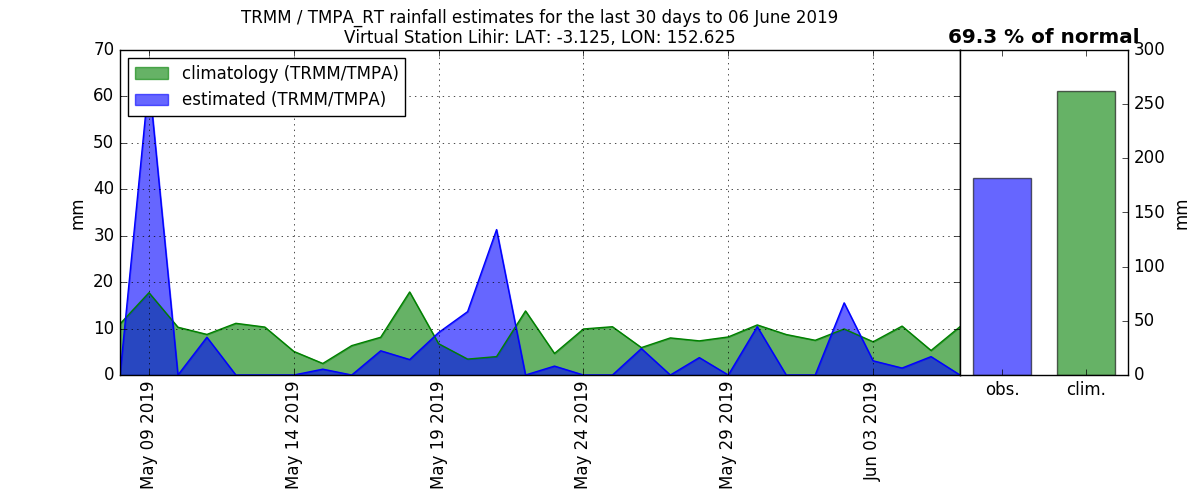 TRMM / TMPA_RT rainfall estimates for the last 30 days to 06 June 2019
Virtual Station Lihir: LAT: -3.125, LON: 152.625
69.3 % of normal
climatology (TRMM/TMPA)
estimated (TRMM/TMPA)
70
60
50
40
30
20
10
0
mm
May 09 2019
May 14 2019
May 19 2019
May 24 2019
May 29 2019
Jun 03 2019
obs.
clim.
300
250
200
150
100
50
0
mm